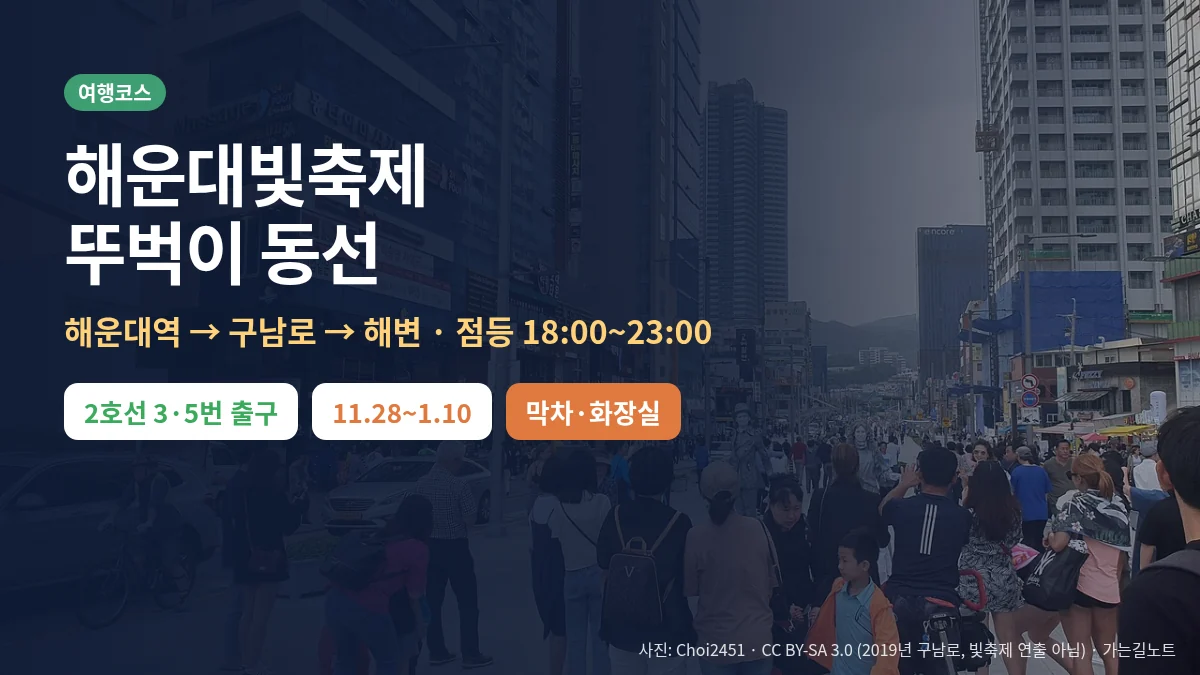 여행코스
해운대빛축제
뚜벅이 동선
해운대역 → 구남로 → 해변 · 점등 18:00~23:00
2호선 3·5번 출구
11.28~1.10
막차·화장실
encore
사진: Choi2451 · CC BY-SA 3.0 (2019년 구남로, 빛축제 연출 아님) · 가는길노트